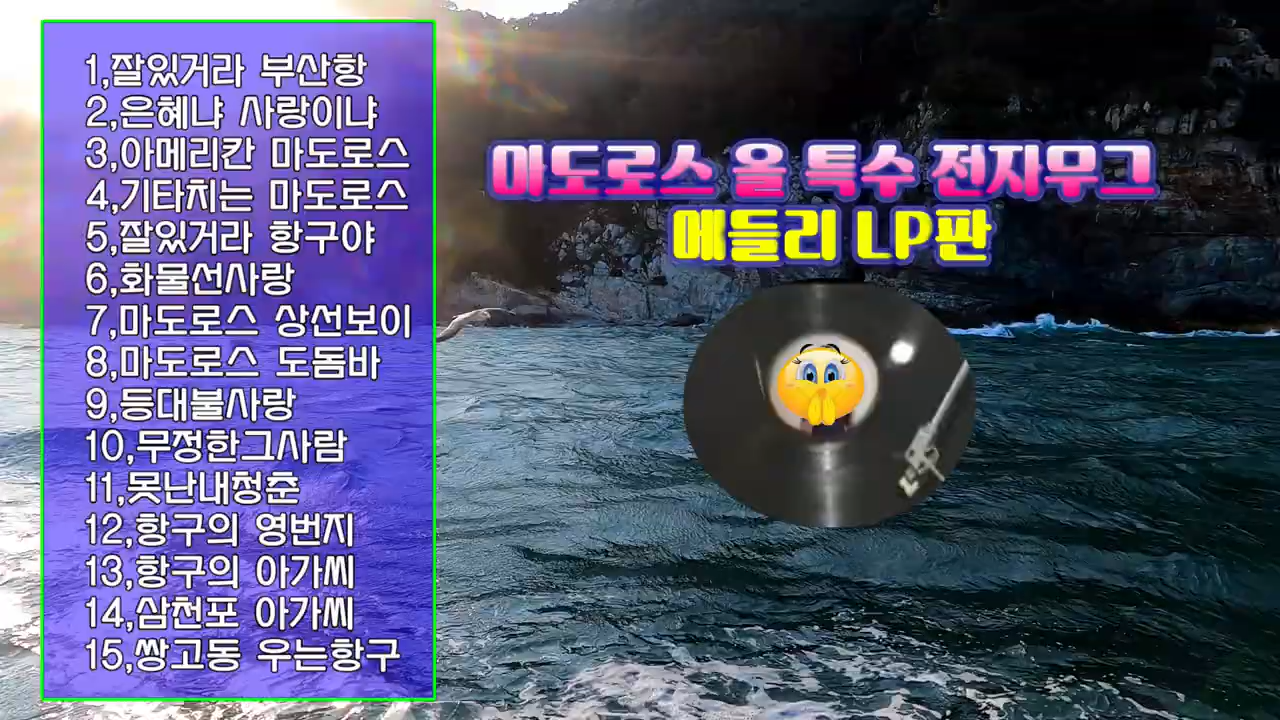 1,잘있거라 부산항
2,은혜냐 사랑이냐
3,아메리칸 마도로스
4,기타치는 마도로스
5,잘있거라 항구야
6,화물선사랑
7,마도로스 상선보이
8,마도로스 도돔바
9,등대불사랑
10,무정한그사람
11,못난내청춘
12,항구의 영번지
13,항구의 아가씨
14,삼천포 아가씨
15,쌍고동 우는항구
마도로스 올 특수 전자무그
메들리 LP판